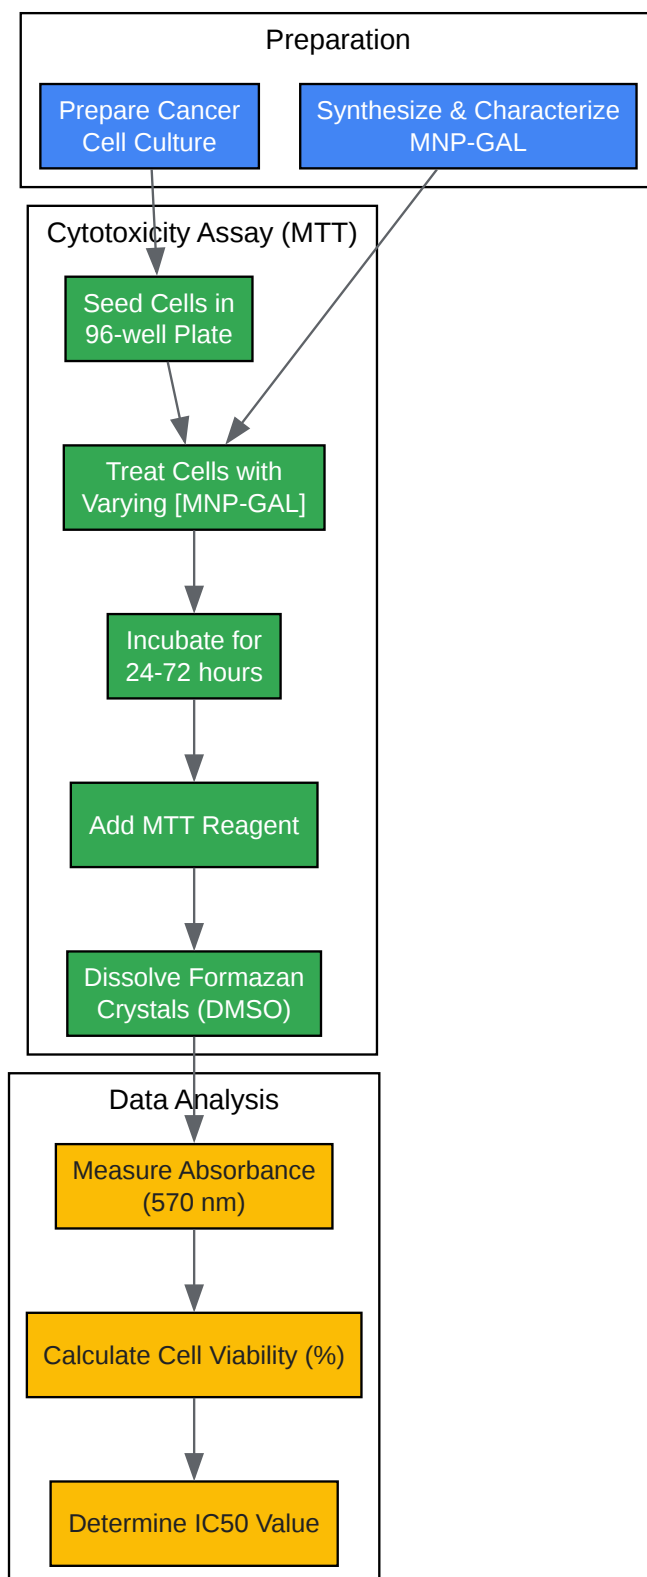 Preparation
Prepare Cancer
Cell Culture
Synthesize & Characterize
MNP-GAL
Cytotoxicity Assay (MTT)
Seed Cells in
96-well Plate
Treat Cells with
Varying [MNP-GAL]
Incubate for
24-72 hours
Add MTT Reagent
Dissolve Formazan
Crystals (DMSO)
Data Analysis
Measure Absorbance
(570 nm)
Calculate Cell Viability (%)
Determine IC50 Value